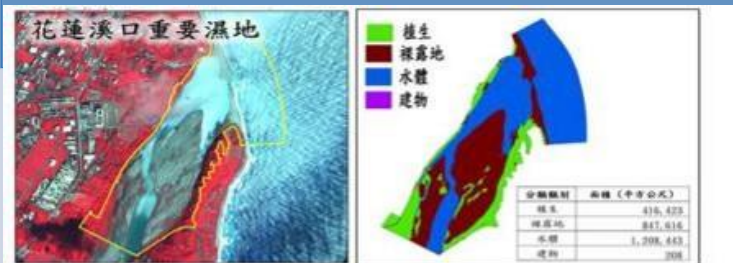 花蓮溪口重要濕地
植生
裸露地
水體
建物
分類類別 面積（平方公尺）
植生 416,423
裸露地 847,616
水體 1,208,443
建物 208